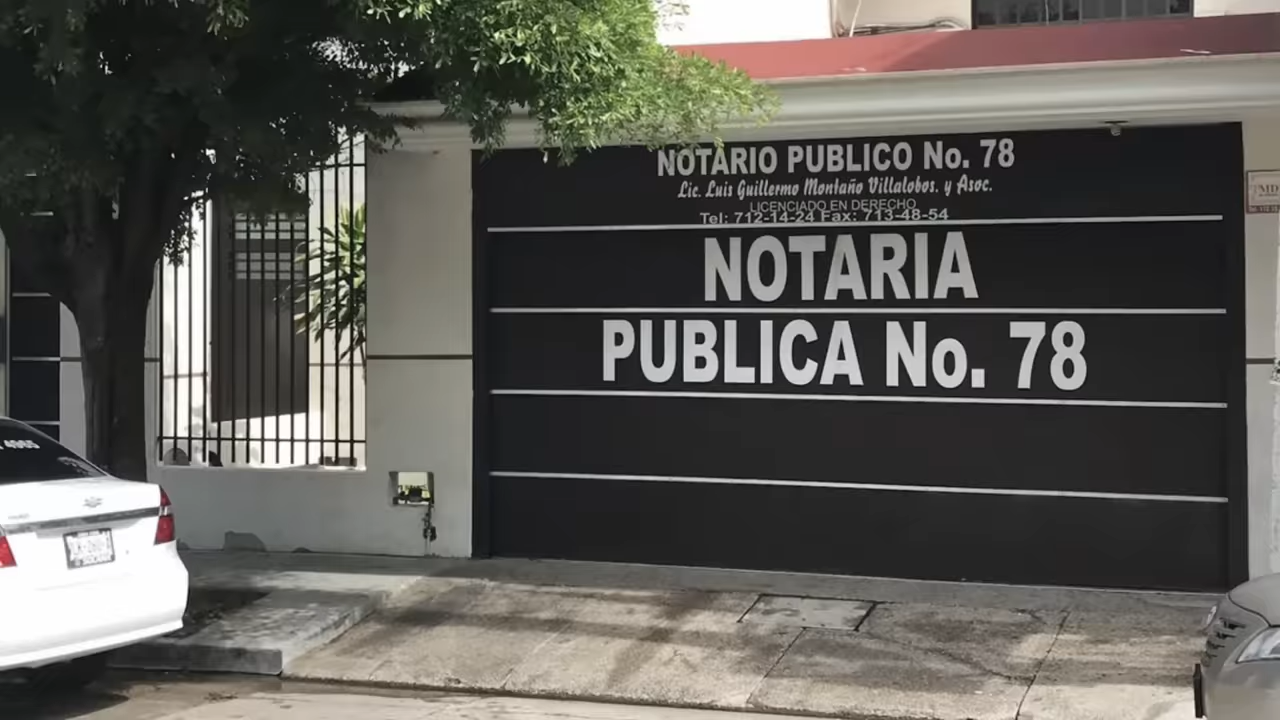 NOTARIO PUBLICO No. 78
Lic. Luis Guillermo Montaño Villalobos. y Asoc.
LICENCIADO EN DERECHO
Tel: 712-14-24 Fax: 713-48-54
NOTARIA
PUBLICA No. 78
4965